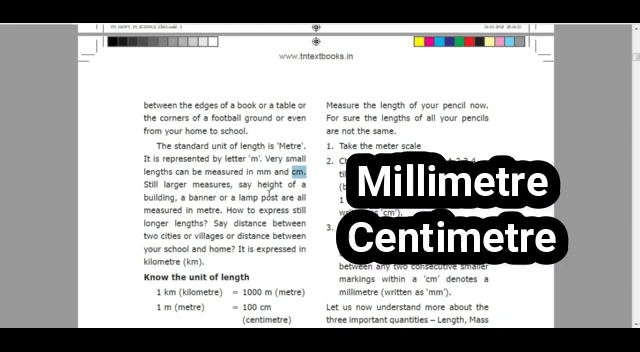 www.tntextbooks.in
between the edges of a book or a table or
the corners of a football ground or even
from your home to school.
The standard unit of length is 'Metre'.
It is represented by letter 'm'. Very small
lengths can be measured in mm and cm.
Still larger measures, say height of a
building, a banner or a lamp post are all
measured in metre. How to express still
longer lengths? Say distance between
two cities or villages or distance between
your school and home? It is expressed in
kilometre (km).
Know the unit of length
1 km (kilometre) = 1000 m (metre)
1 m (metre) = 100 cm
(centimetre)
Measure the length of your pencil now.
For sure the lengths of all your pencils
are not the same.
1. Take the meter scale
2.
Millimetre
Centimetre
3.
between any two consecutive smaller
markings within a 'cm' denotes a
millimetre (written as 'mm').
Let us now understand more about the
three important quantities – Length, Mass